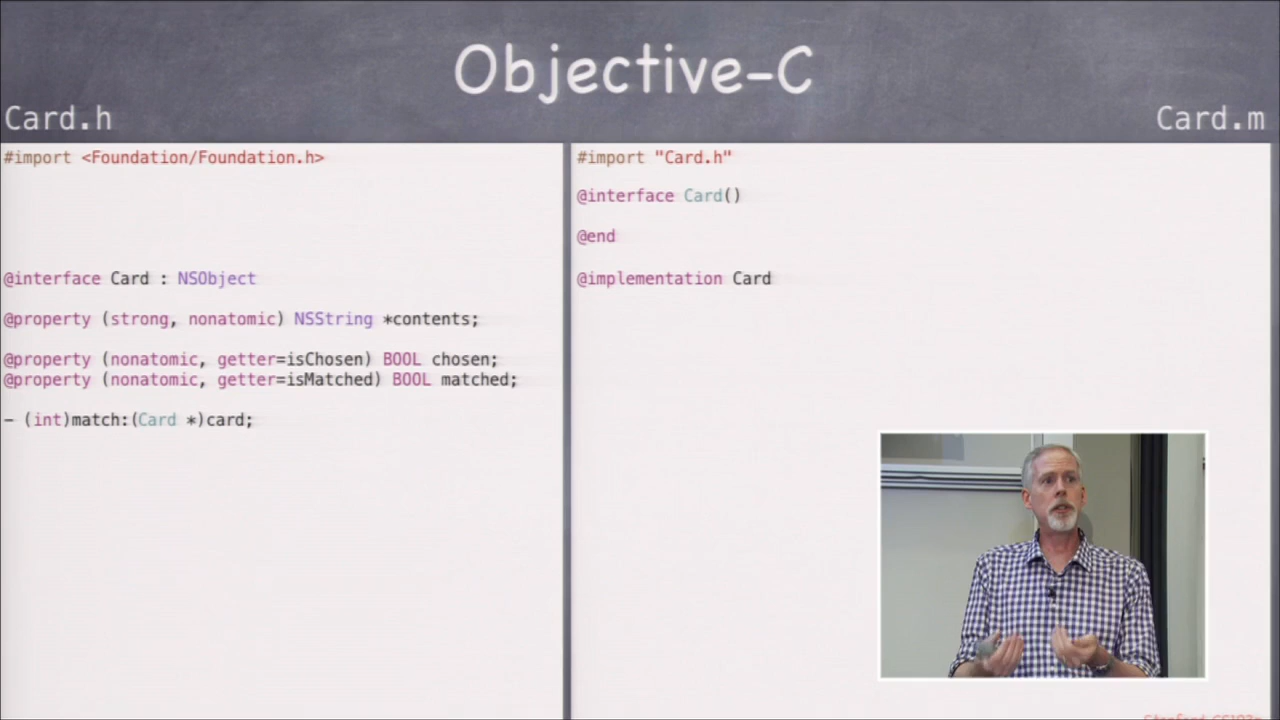 Objective-C
Card.h
Card.m
#import <Foundation/Foundation.h>
@interface Card : NSObject
@property (strong, nonatomic) NSString *contents;
@property (nonatomic, getter=isChosen) BOOL chosen;
@property (nonatomic, getter=isMatched) BOOL matched;
- (int)match:(Card *)card;
#import "Card.h"
@interface Card()
@end
@implementation Card